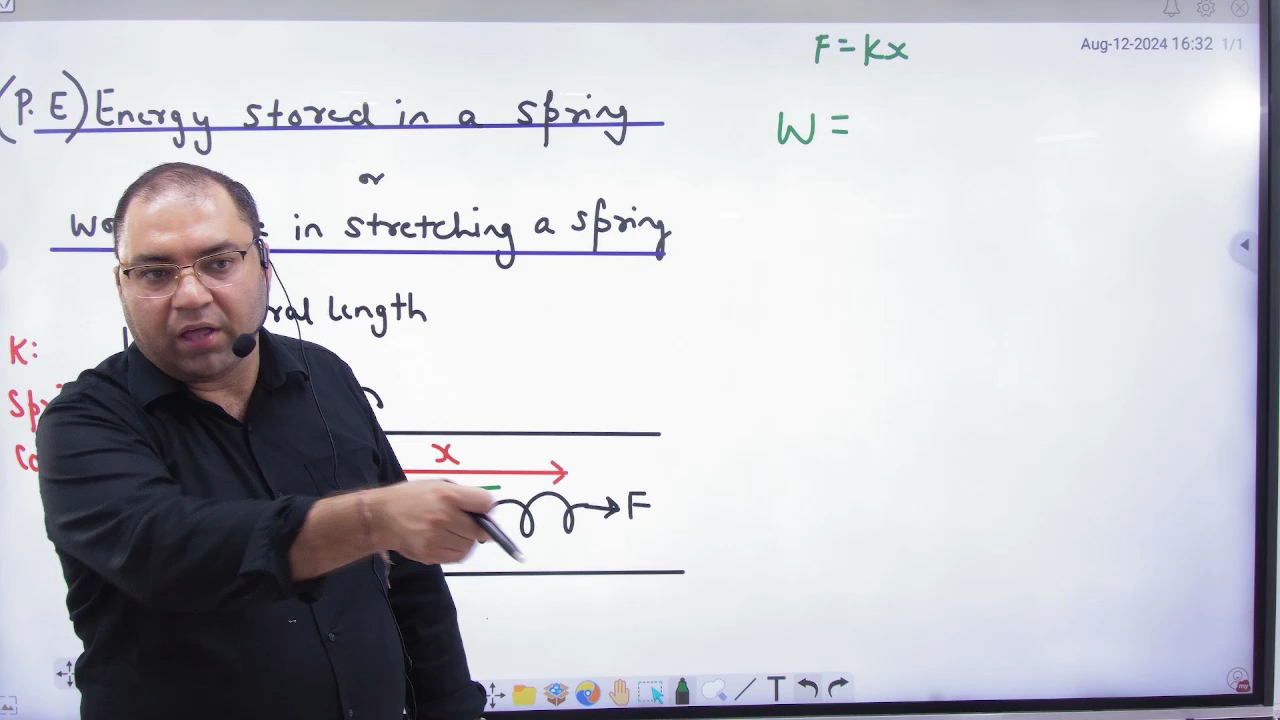 F = Kx
Aug-12-2024 16:32 1/1
(P.E) Energy stored in a spring
W =
or
in stretching a spring
length
K:
x
F
T